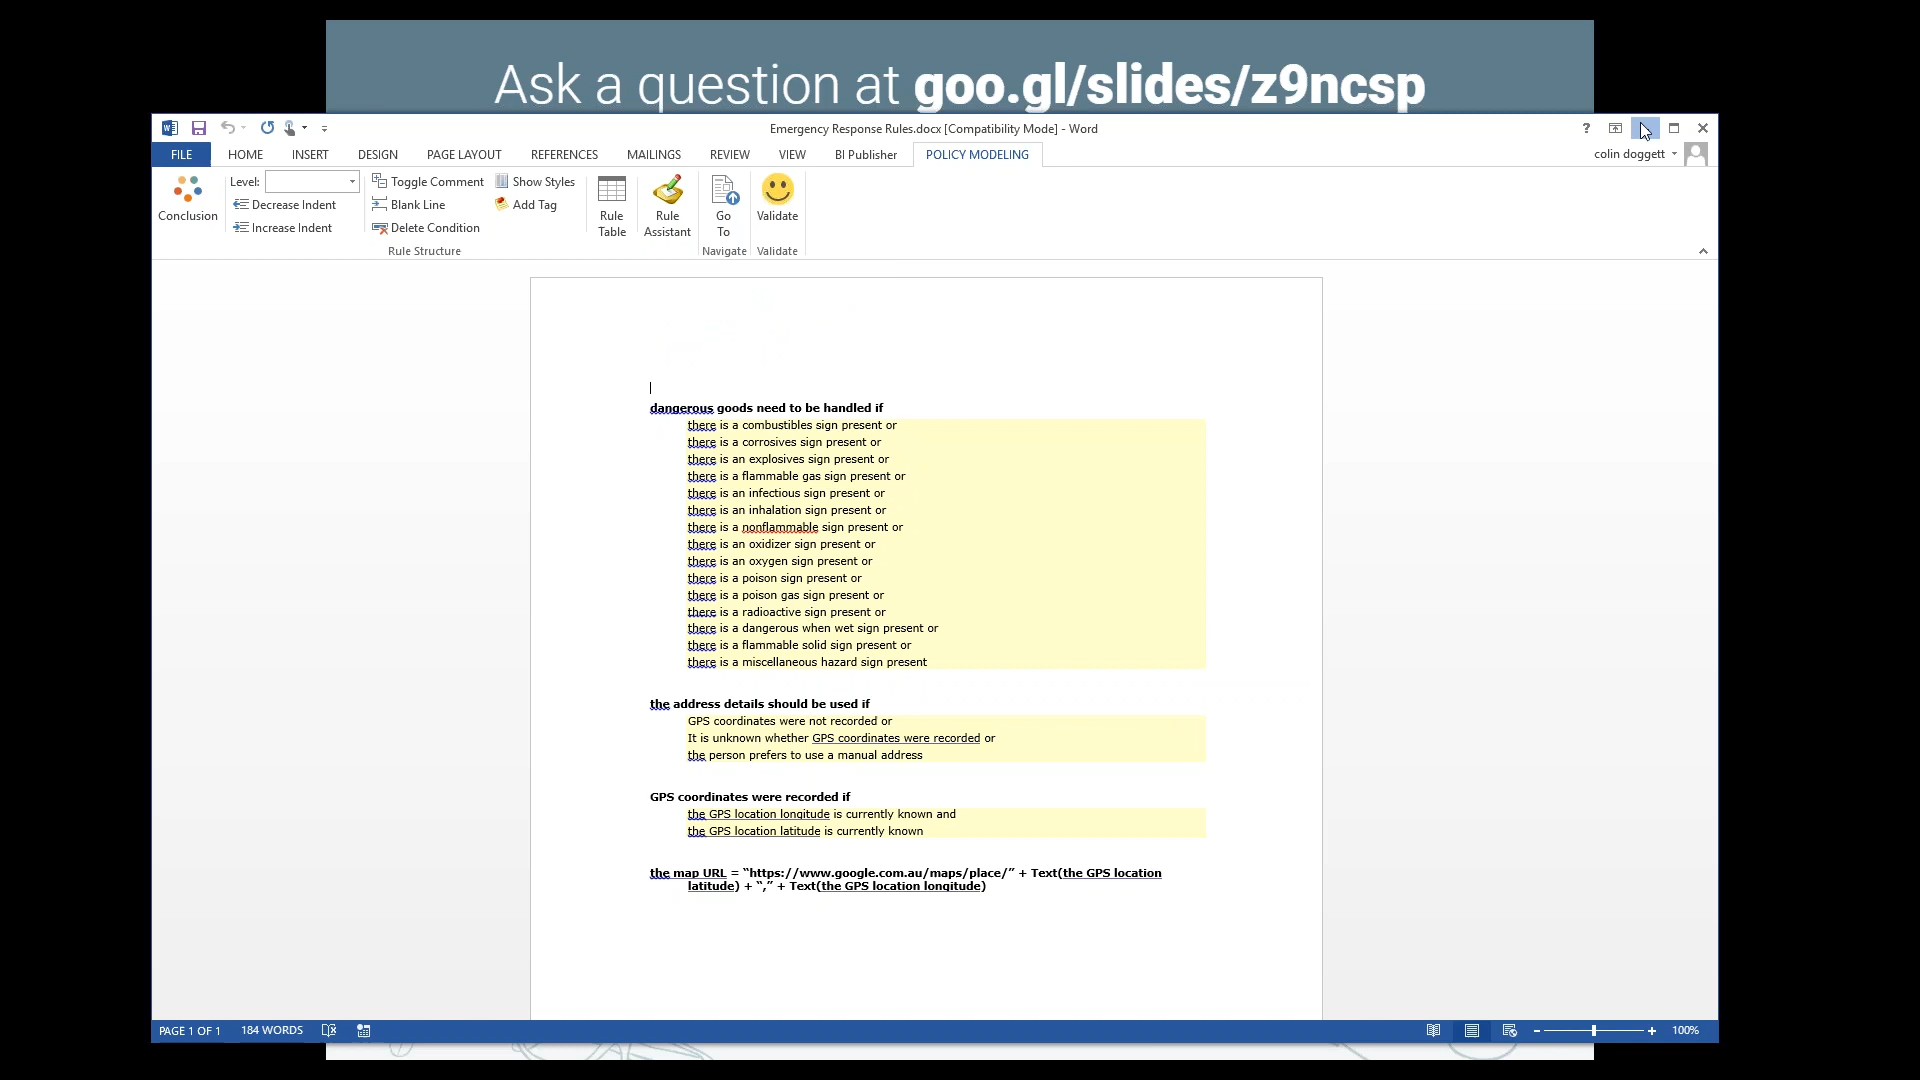 Ask a question at goo.gl/slides/z9ncsp
Emergency Response Rules.docx [Compatibility Mode] - Word
?
FILE HOME INSERT DESIGN PAGE LAYOUT REFERENCES MAILINGS REVIEW VIEW BI Publisher POLICY MODELING colin doggett
Level: Toggle Comment Show Styles
Decrease Indent Blank Line Add Tag
Increase Indent Delete Condition
Conclusion
Rule Table
Rule Assistant
Go To
Validate
Rule Structure Navigate Validate
dangerous goods need to be handled if
there is a combustibles sign present or
there is a corrosives sign present or
there is an explosives sign present or
there is a flammable gas sign present or
there is an infectious sign present or
there is an inhalation sign present or
there is a nonflammable sign present or
there is an oxidizer sign present or
there is an oxygen sign present or
there is a poison sign present or
there is a poison gas sign present or
there is a radioactive sign present or
there is a dangerous when wet sign present or
there is a flammable solid sign present or
there is a miscellaneous hazard sign present
the address details should be used if
GPS coordinates were not recorded or
It is unknown whether GPS coordinates were recorded or
the person prefers to use a manual address
GPS coordinates were recorded if
the GPS location longitude is currently known and
the GPS location latitude is currently known
the map URL = “https://www.google.com.au/maps/place/” + Text(the GPS location
latitude) + “,” + Text(the GPS location longitude)
PAGE 1 OF 1 184 WORDS 100%